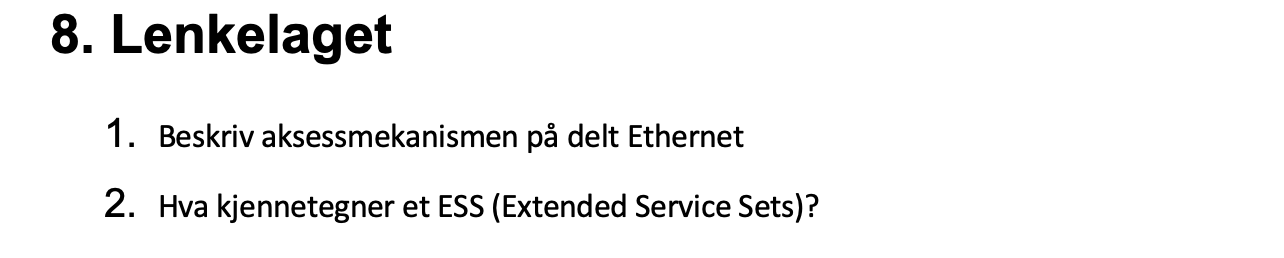 8. Lenkelaget
1. Beskriv aksessmekanismen på delt Ethernet
2. Hva kjennetegner et ESS (Extended Service Sets)?